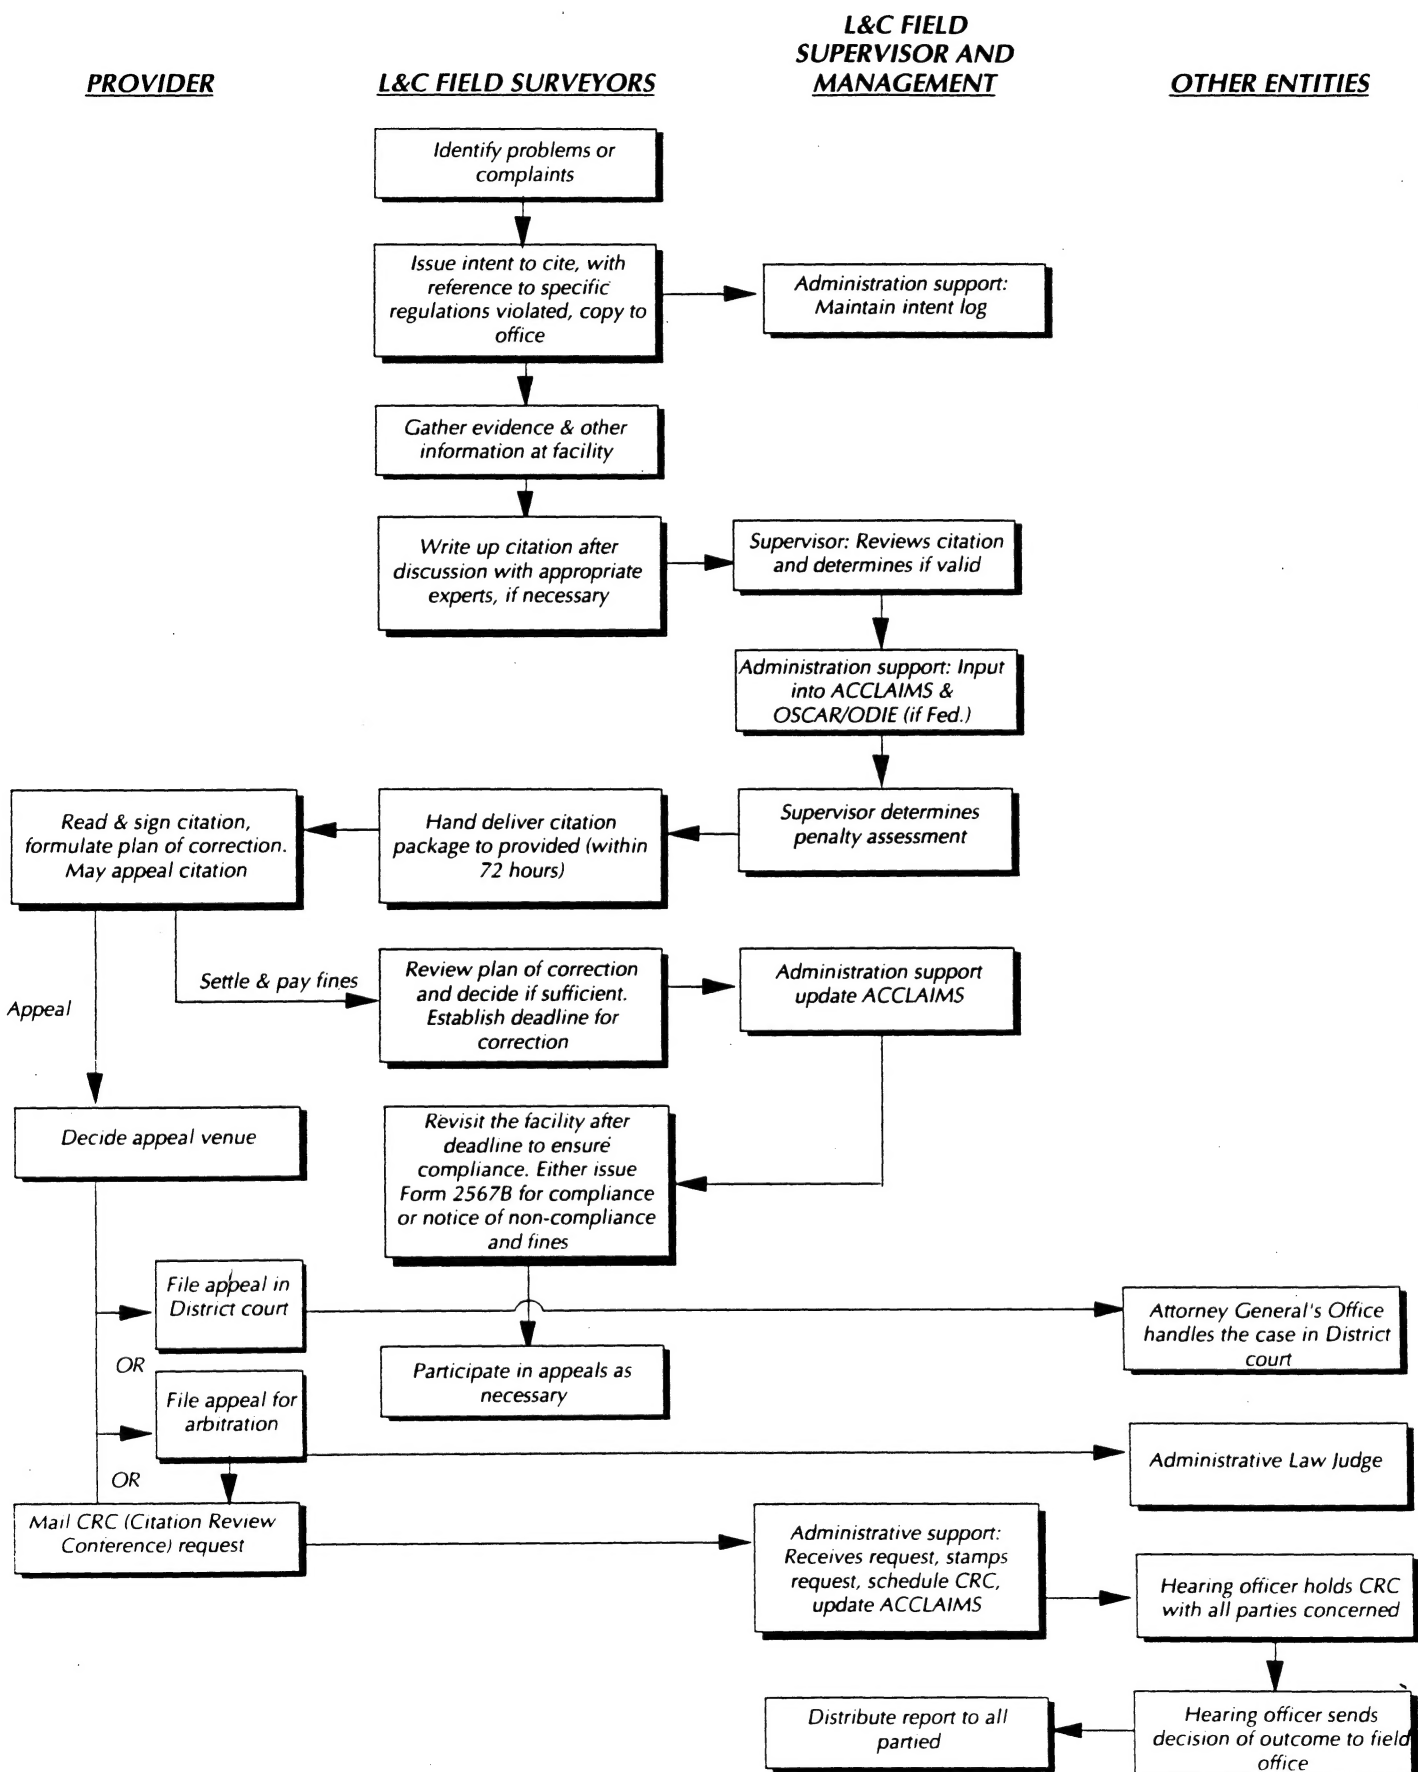 PROVIDER
L&C FIELD SURVEYORS
L&C FIELD
SUPERVISOR AND
MANAGEMENT
OTHER ENTITIES
Identify problems or
complaints
Issue intent to cite, with
reference to specific
regulations violated, copy to
office
Administration support:
Maintain intent log
Gather evidence & other
information at facility
Write up citation after
discussion with appropriate
experts, if necessary
Supervisor: Reviews citation
and determines if valid
Administration support: Input
into ACCLAIMS &
OSCAR/ODIE (if Fed.)
Supervisor determines
penalty assessment
Hand deliver citation
package to provided (within
72 hours)
Read & sign citation,
formulate plan of correction.
May appeal citation
Settle & pay fines
Appeal
Review plan of correction
and decide if sufficient.
Establish deadline for
correction
Administration support
update ACCLAIMS
Decide appeal venue
Revisit the facility after
deadline to ensure
compliance. Either issue
Form 2567B for compliance
or notice of non-compliance
and fines
File appeal in
District court
Attorney General's Office
handles the case in District
court
OR
Participate in appeals as
necessary
File appeal for
arbitration
Administrative Law Judge
OR
Mail CRC (Citation Review
Conference) request
Administrative support:
Receives request, stamps
request, schedule CRC,
update ACCLAIMS
Hearing officer holds CRC
with all parties concerned
Hearing officer sends
decision of outcome to field
office
Distribute report to all
partied